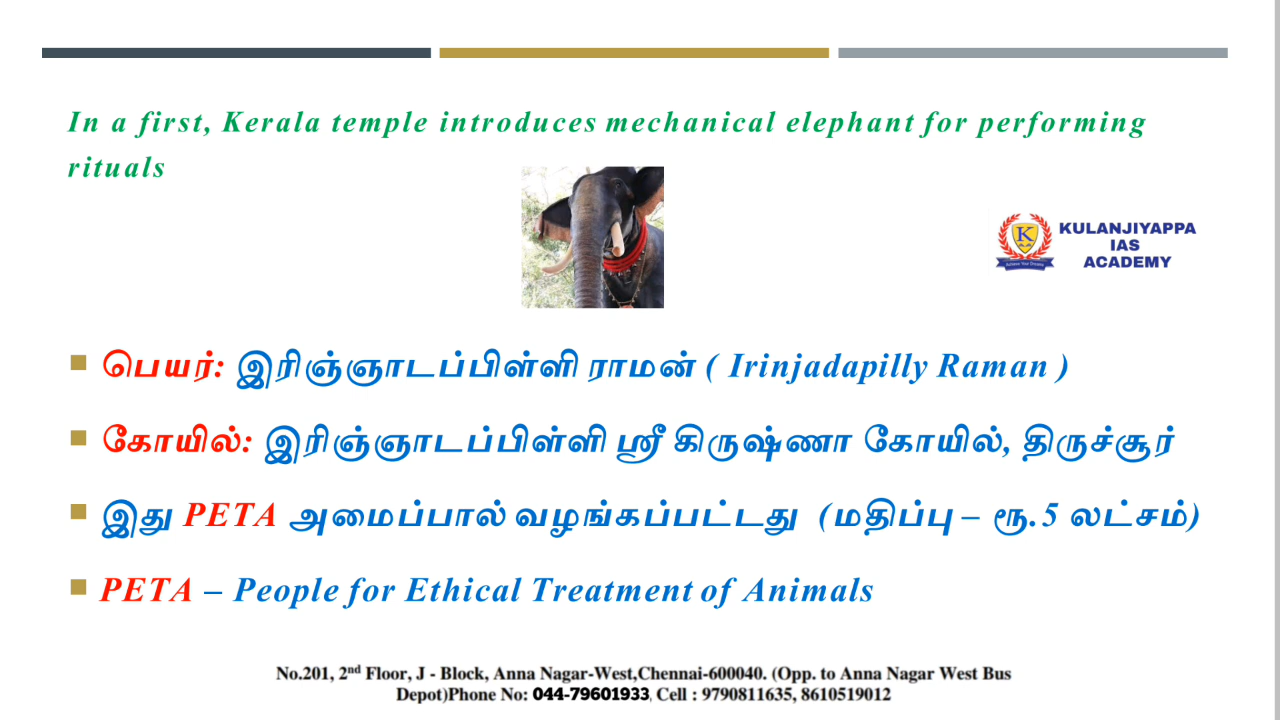 In a first, Kerala temple introduces mechanical elephant for performing
rituals
KULANJIYAPPA
IAS
ACADEMY
K
Achieve Your Dreams
பெயர்: இரிஞ்ஞாடப்பிள்ளி ராமன் ( Irinjadapilly Raman )
கோயில்: இரிஞ்ஞாடப்பிள்ளி ஸ்ரீ கிருஷ்ணா கோயில், திருச்சூர்
இது PETA அமைப்பால் வழங்கப்பட்டது (மதிப்பு – ரூ.5 லட்சம்)
PETA – People for Ethical Treatment of Animals
No.201, 2nd Floor, J - Block, Anna Nagar-West,Chennai-600040. (Opp. to Anna Nagar West Bus
Depot)Phone No: 044-79601933, Cell : 9790811635, 8610519012